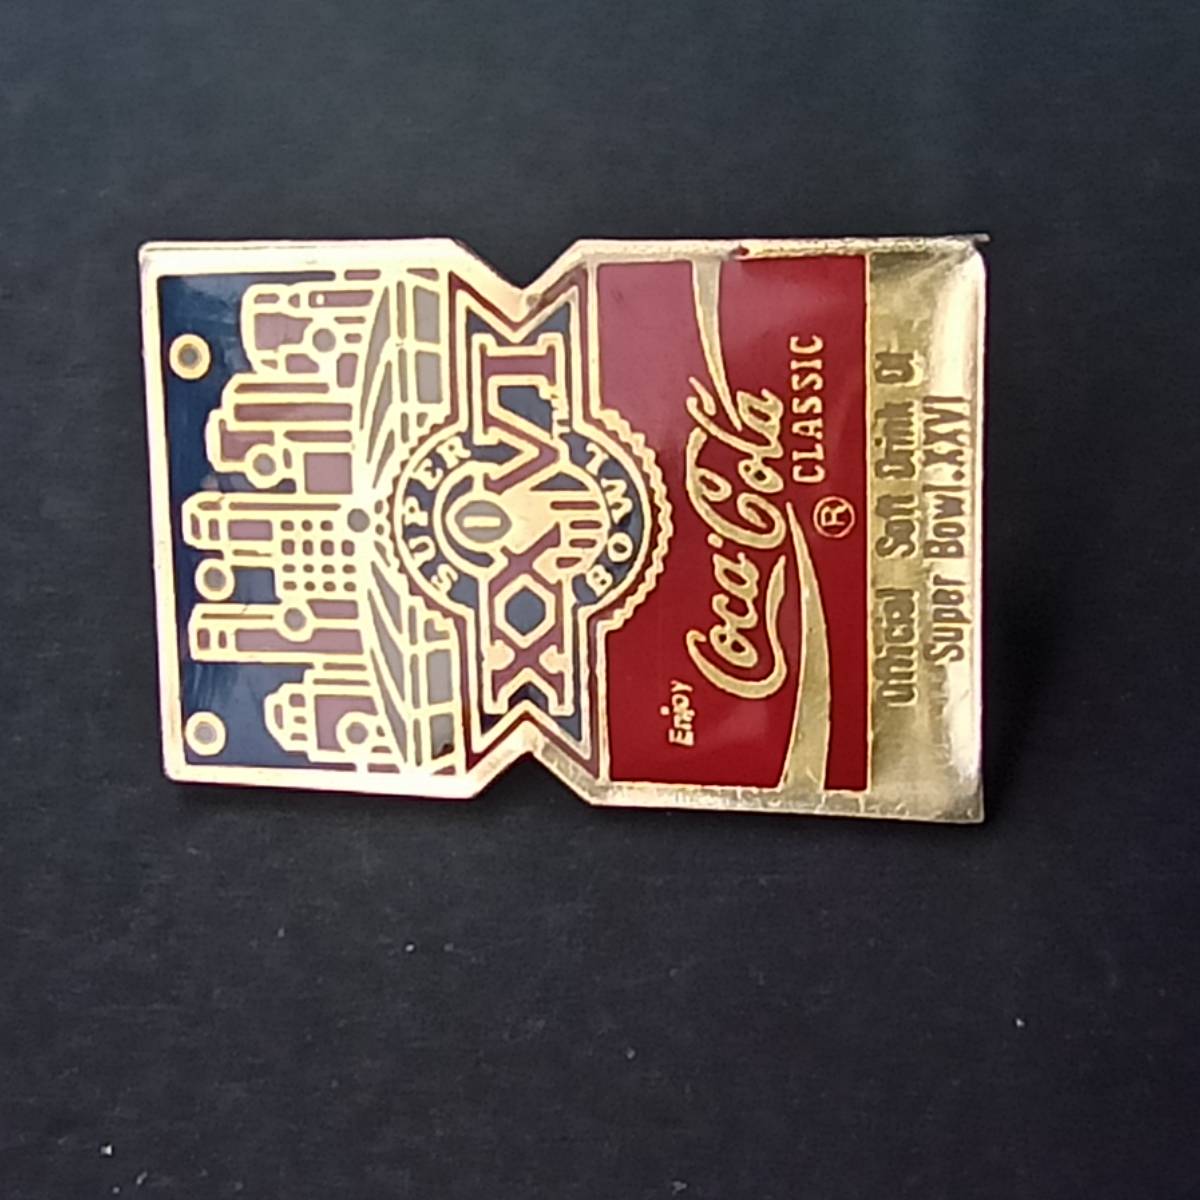 SUPER
XXVI
BOWL
Enjoy
Coca-Cola
CLASSIC
®
Official Soft Drink Of
Super Bowl XXVI